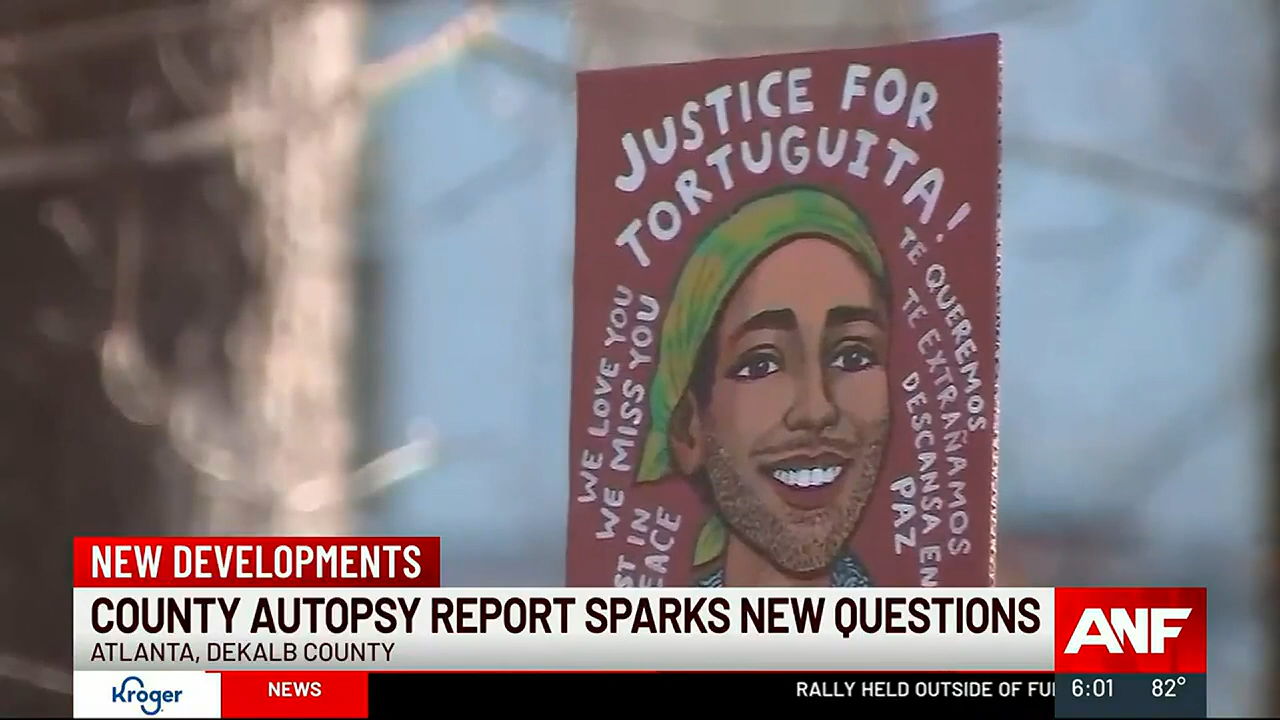 JUSTICE FOR
TORTUGUITA!
WE LOVE YOU
WE MISS YOU
IN
TE QUEREMOS
TE EXTRAÑAMOS
DESCANSA EN
PAZ
NEW DEVELOPMENTS
COUNTY AUTOPSY REPORT SPARKS NEW QUESTIONS
ATLANTA, DEKALB COUNTY
ANF
Kroger
NEWS
RALLY HELD OUTSIDE OF
6:01
82°